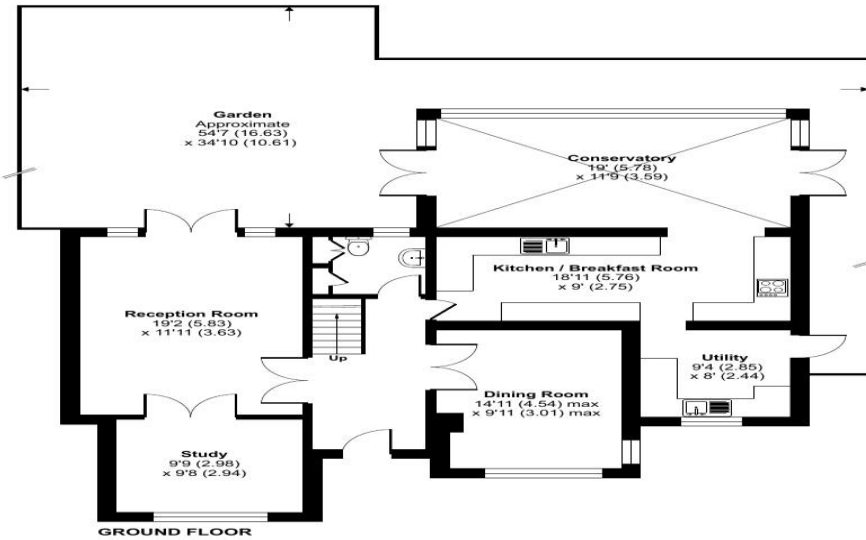 Garden
Approximate
54'7 (16.63)
x 34'10 (10.61)
Conservatory
19' (5.78)
x 11'9 (3.59)
Kitchen / Breakfast Room
18'11 (5.76)
x 9' (2.75)
Reception Room
19'2 (5.83)
x 11'11 (3.63)
Up
Utility
9'4 (2.85)
x 8' (2.44)
Dining Room
14'11 (4.54) max
x 9'11 (3.01) max
Study
9'9 (2.98)
x 9'8 (2.94)
GROUND FLOOR